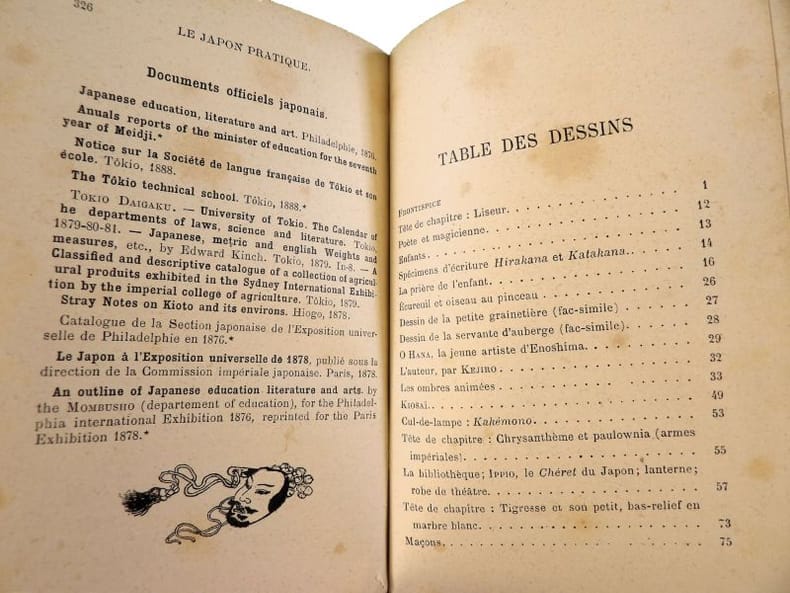 326
LE JAPON PRATIQUE.
Documents officiels japonais.
Japanese education, literature and art. Philadelphie, 1876.
Anuals reports of the minister of education for the seventh
year of Meidji.*
Notice sur la Société de langue française de Tôkio et son
école. Tôkio, 1888.
The Tôkio technical school. Tôkio, 1888.*
TOKIO DAIGAKU. — University of Tokio. The Calendar of
he departments of laws, science and literature. Tokio,
1879-80-81. — Japanese, metric and english Weights and
measures, etc., by Edward Kinch. Tokio, 1879. In-8. — A
Classified and descriptive catalogue of a collection of agricul-
ural produits exhibited in the Sydney International Exhibi-
tion by the imperial college of agriculture. Tôkio, 1879.
Stray Notes on Kioto and its environs. Hiogo, 1878.
Catalogue de la Section japonaise de l'Exposition univer-
selle de Philadelphie en 1876.*
Le Japon à l'Exposition universelle de 1878, publié sous la
direction de la Commission impériale japonaise. Paris, 1878.
An outline of Japanese education literature and arts. by
the MOMBUSHO (departement of education), for the Philadel-
phia international Exhibition 1876, reprinted for the Paris
Exhibition 1878.*
TABLE DES DESSINS
FRONTISPICE
Tête de chapitre : Liseur. 1
Poète et magicienne. 12
Enfants. 13
Spécimens d'écriture Hirakana et Katakana. 14
La prière de l'enfant. 16
Écureuil et oiseau au pinceau 26
Dessin de la petite grainetière (fac-simile) 27
Dessin de la servante d'auberge (fac-simile). 28
O HANA, la jeune artiste d'Enoshima. 29
L'auteur, par KEJIRO 32
Les ombres animées 33
KIOSAI. 49
Cul-de-lampe : Kakémono. 53
Tête de chapitre : Chrysanthème et paulownia (armes
impériales). 55
La bibliothèque; IPPIO, le Chéret du Japon; lanterne;
robe de théâtre. 57
Tête de chapitre : Tigresse et son petit, bas-relief en
marbre blanc. 73
Maçons. 75